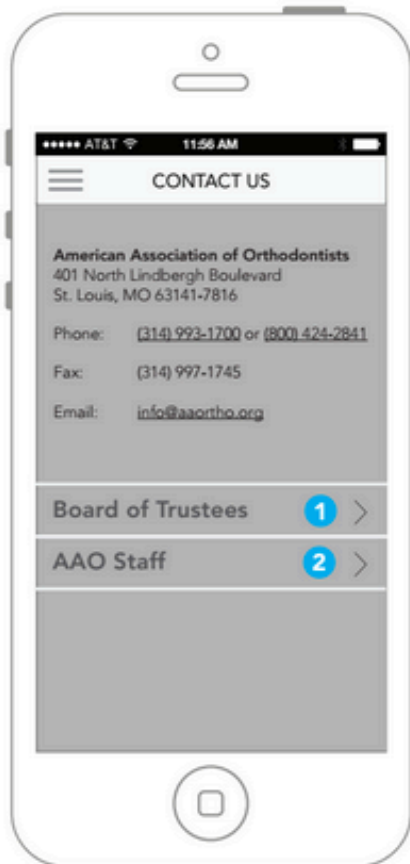 AT&T 11:56 AM
CONTACT US
American Association of Orthodontists
401 North Lindbergh Boulevard
St. Louis, MO 63141-7816
Phone: (314) 993-1700 or (800) 424-2841
Fax: (314) 997-1745
Email: info@aaortho.org
Board of Trustees 1
AAO Staff 2